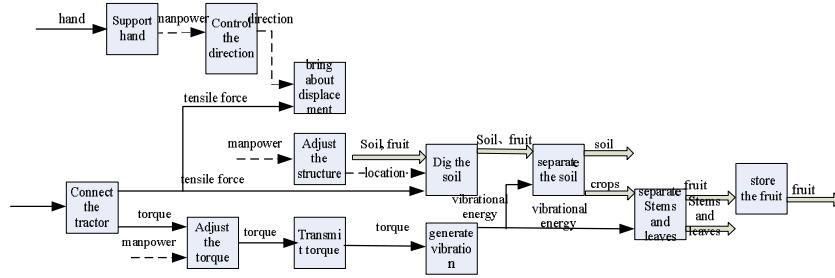 hand
Support
hand
manpower
Control
the
direction
direction
bring
about
displace
ment
tensile force
manpower
Adjust
the
structure
Soil,fruit
location
Dig the
soil
Soil、fruit
separate
the soil
soil
crops
tensile force
Connect
the
tractor
torque
manpower
Adjust
the
torque
torque
Transmi
t torque
torque
generate
vibratio
n
vibrational
energy
vibrational
energy
separate
Stems
and
leaves
fruit
Stems
and
leaves
store
the fruit
fruit